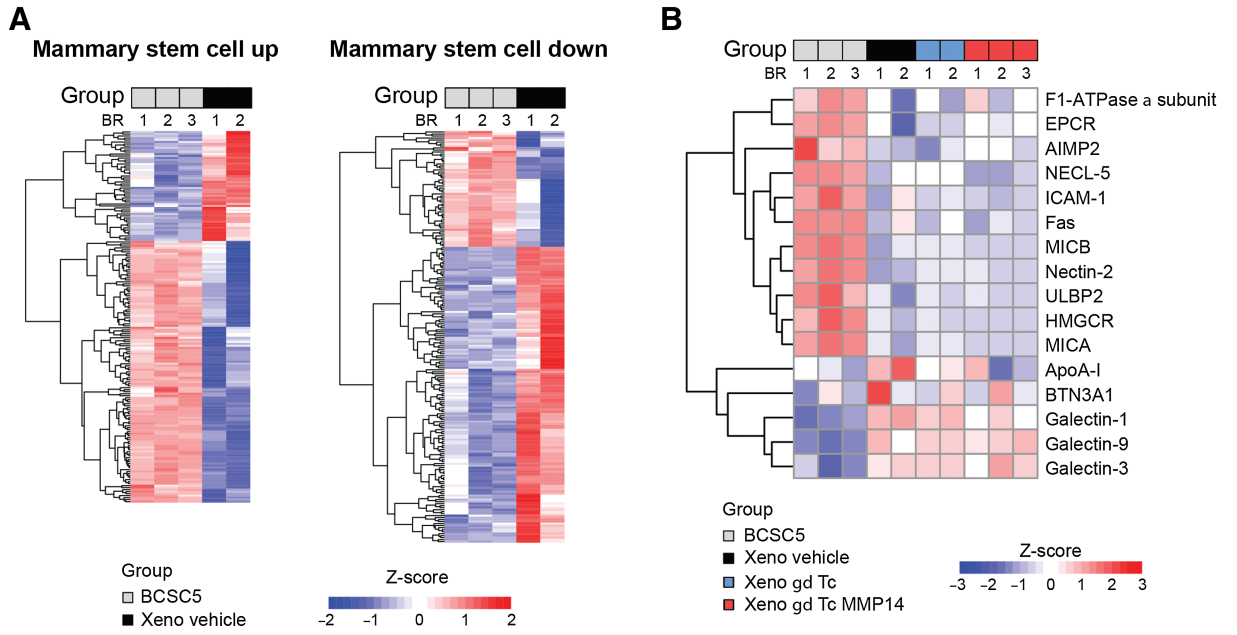 A
Mammary stem cell up
Group
BR 1 2 3 1 2
Mammary stem cell down
Group
BR 1 2 3 1 2
Group
BCSC5
Xeno vehicle
Z-score
−2 −1 0 1 2
B
Group
BR 1 2 3 1 2 1 2 1 2 3
F1-ATPase a subunit
EPCR
AIMP2
NECL-5
ICAM-1
Fas
MICB
Nectin-2
ULBP2
HMGCR
MICA
ApoA-I
BTN3A1
Galectin-1
Galectin-9
Galectin-3
Group
BCSC5
Xeno vehicle
Xeno gd Tc
Xeno gd Tc MMP14
Z-score
−3 −2 −1 0 1 2 3